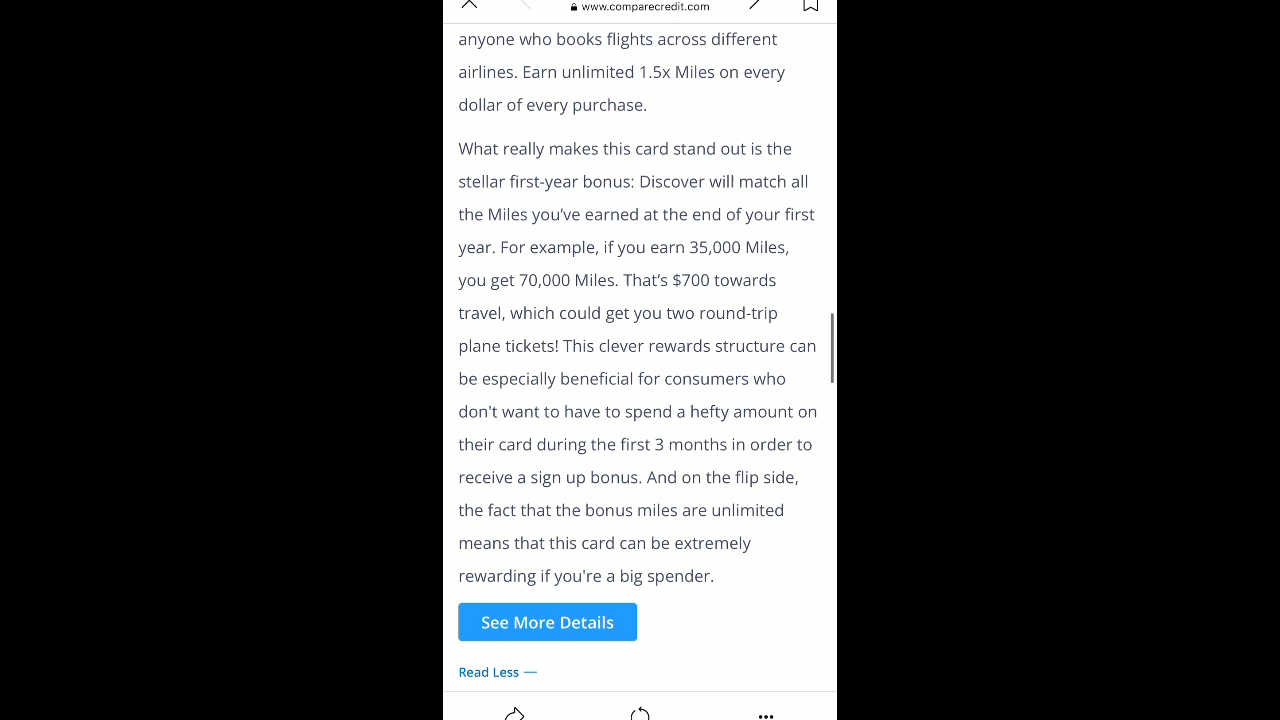 www.comparecredit.com
anyone who books flights across different
airlines. Earn unlimited 1.5x Miles on every
dollar of every purchase.
What really makes this card stand out is the
stellar first-year bonus: Discover will match all
the Miles you've earned at the end of your first
year. For example, if you earn 35,000 Miles,
you get 70,000 Miles. That's $700 towards
travel, which could get you two round-trip
plane tickets! This clever rewards structure can
be especially beneficial for consumers who
don't want to have to spend a hefty amount on
their card during the first 3 months in order to
receive a sign up bonus. And on the flip side,
the fact that the bonus miles are unlimited
means that this card can be extremely
rewarding if you're a big spender.
See More Details
Read Less —